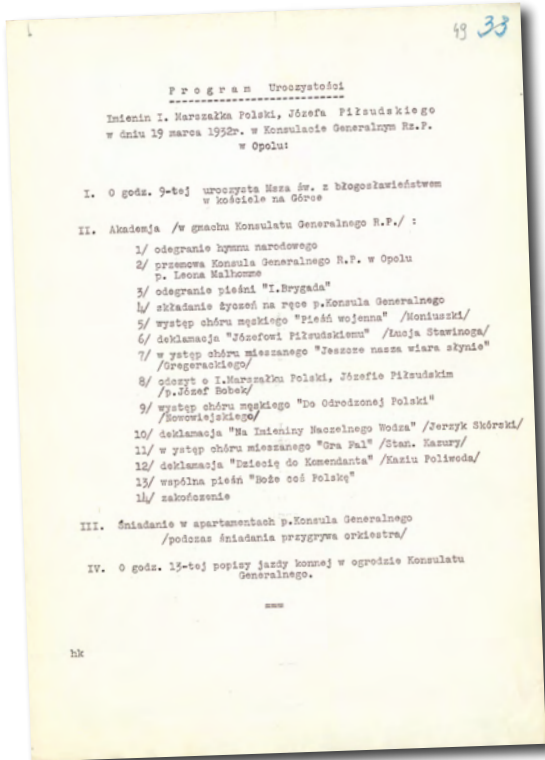 49 33
P r o g r a m Uroczystości
Imienin I. Marszałka Polski, Józefa Piłsudskiego
w dniu 19 marca 1932r. w Konsulacie Generalnym Rz.P.
w Opolu:
I. O godz. 9-tej uroczysta Msza św. z błogosławieństwem
w kościele na Górce
II. Akademja /w gmachu Konsulatu Generalnego R.P./ :
1/ odegranie hymnu narodowego
2/ przemowa Konsula Generalnego R.P. w Opolu
p. Leona Malhomme
3/ odegranie pieśni "I.Brygada"
4/ składanie życzeń na ręce p.Konsula Generalnego
5/ występ chóru męskiego "Pieśń wojenna" /Moniuszki/
6/ deklamacja "Józefowi Piłsudskiemu" /Łucja Stawinoga/
7/ w ystęp chóru mieszanego "Jeszcze nasza wiara słynie"
/Gregerackiego/
8/ odczyt o I.Marszałku Polski, Józefie Piłsudskim
/p.Józef Bobek/
9/ występ chóru męskiego "Do Odrodzonej Polski"
/Nowowiejskiego/
10/ deklamacja "Na Imieniny Naczelnego Wodza" /Jerzyk Skórski/
11/ w ystęp chóru mieszanego "Gra Fal" /Stan. Kazury/
12/ deklamacja "Dziecię do Komendanta" /Kaziu Poliwoda/
13/ wspólna pieśń "Boże coś Polskę"
14/ zakończenie
III. Śniadanie w apartamentach p.Konsula Generalnego
/podczas śniadania przygrywa orkiestra/
IV. O godz. 13-tej popisy jazdy konnej w ogrodzie Konsulatu
Generalnego.
===
hk